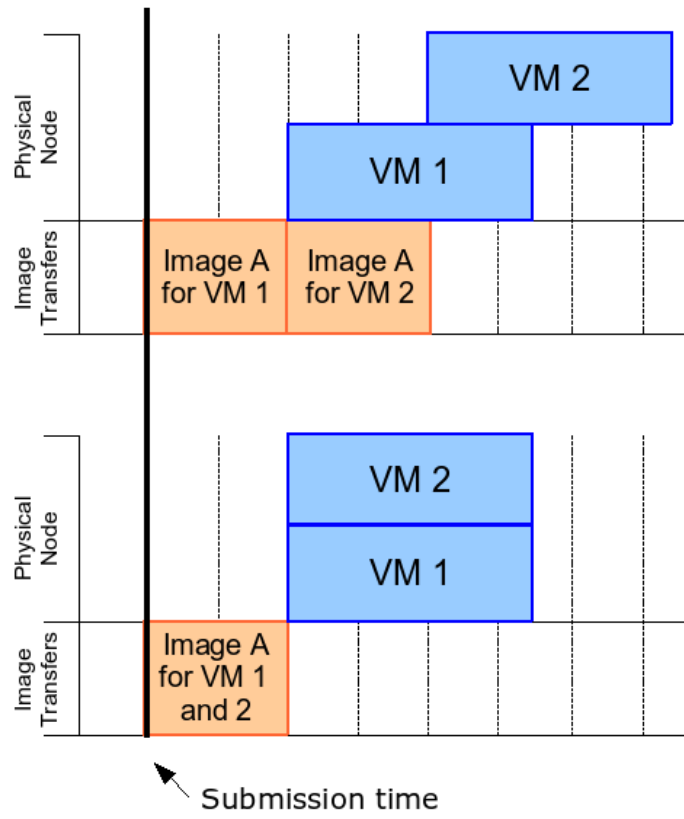 Physical
Node
VM 2
VM 1
Image
Transfers
Image A
for VM 1
Image A
for VM 2
Physical
Node
VM 2
VM 1
Image
Transfers
Image A
for VM 1
and 2
Submission time